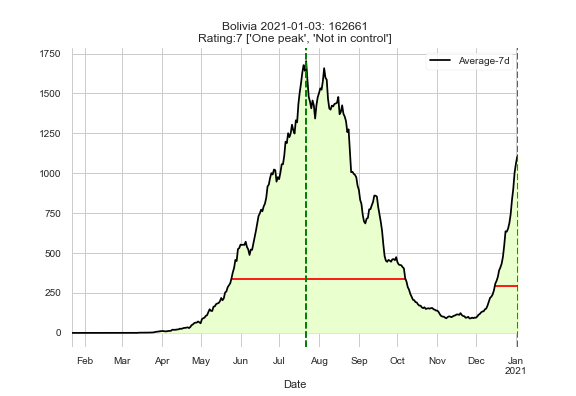 Bolivia 2021-01-03: 162661
Rating:7 ['One peak', 'Not in control']
Average-7d
1750
1500
1250
1000
750
500
250
0
Feb Mar Apr May Jun Jul Aug Sep Oct Nov Dec Jan
2021
Date